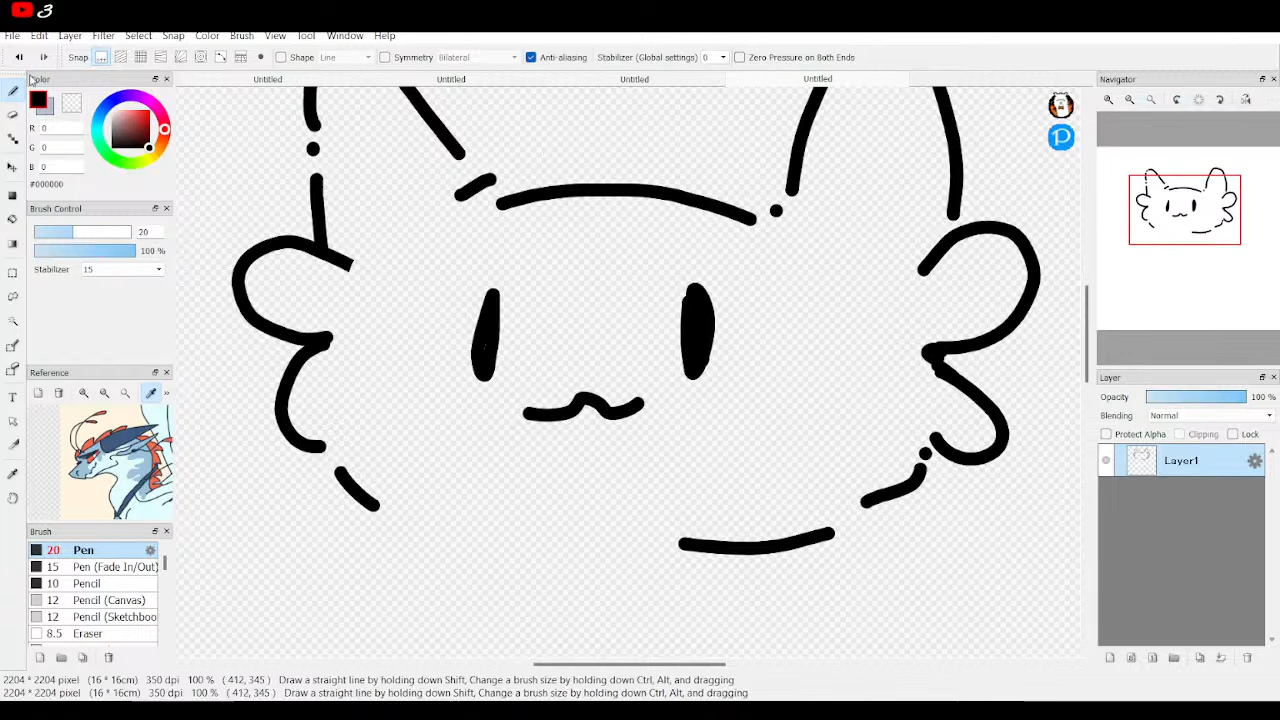 3
File Edit Layer Filter Select Snap Color Brush View Tool Window Help
Snap Shape Line Symmetry Bilateral Anti-aliasing Stabilizer (Global settings) 0 Zero Pressure on Both Ends
Color
Untitled Untitled Untitled Untitled
Navigator
R 0
G 0
B 0
#000000
Brush Control
20
100 %
Stabilizer 15
Reference
Layer
Opacity 100 %
Blending Normal
Protect Alpha Clipping Lock
Layer1
Brush
20 Pen
15 Pen (Fade In/Out)
10 Pencil
12 Pencil (Canvas)
12 Pencil (Sketchboo
8.5 Eraser
2204 * 2204 pixel (16 * 16cm) 350 dpi 100 % ( 412, 345 ) Draw a straight line by holding down Shift, Change a brush size by holding down Ctrl, Alt, and dragging
2204 * 2204 pixel (16 * 16cm) 350 dpi 100 % ( 412, 345 ) Draw a straight line by holding down Shift, Change a brush size by holding down Ctrl, Alt, and dragging